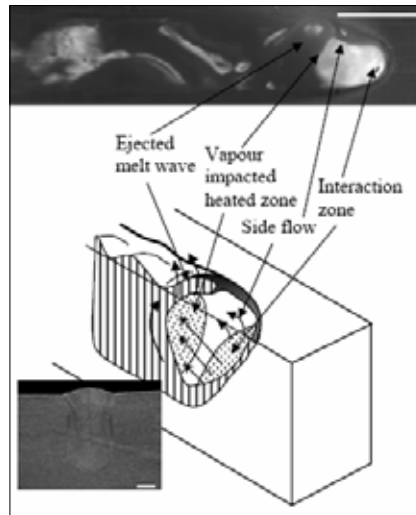 Ejected
melt wave
Vapour
impacted
heated zone
Side flow
Interaction
zone